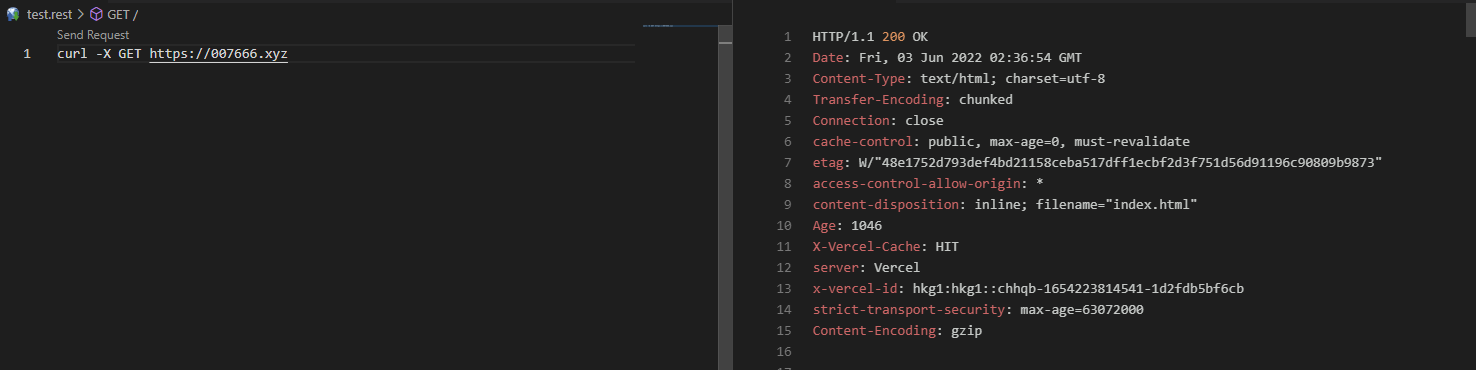 test.rest > GET /
Send Request
1 curl -X GET https://007666.xyz
1 HTTP/1.1 200 OK
2 Date: Fri, 03 Jun 2022 02:36:54 GMT
3 Content-Type: text/html; charset=utf-8
4 Transfer-Encoding: chunked
5 Connection: close
6 cache-control: public, max-age=0, must-revalidate
7 etag: W/"48e1752d793def4bd21158ceba517dff1ecbf2d3f751d56d91196c90809b9873"
8 access-control-allow-origin: *
9 content-disposition: inline; filename="index.html"
10 Age: 1046
11 X-Vercel-Cache: HIT
12 server: Vercel
13 x-vercel-id: hkg1:hkg1::chhqb-1654223814541-1d2fdb5bf6cb
14 strict-transport-security: max-age=63072000
15 Content-Encoding: gzip
16